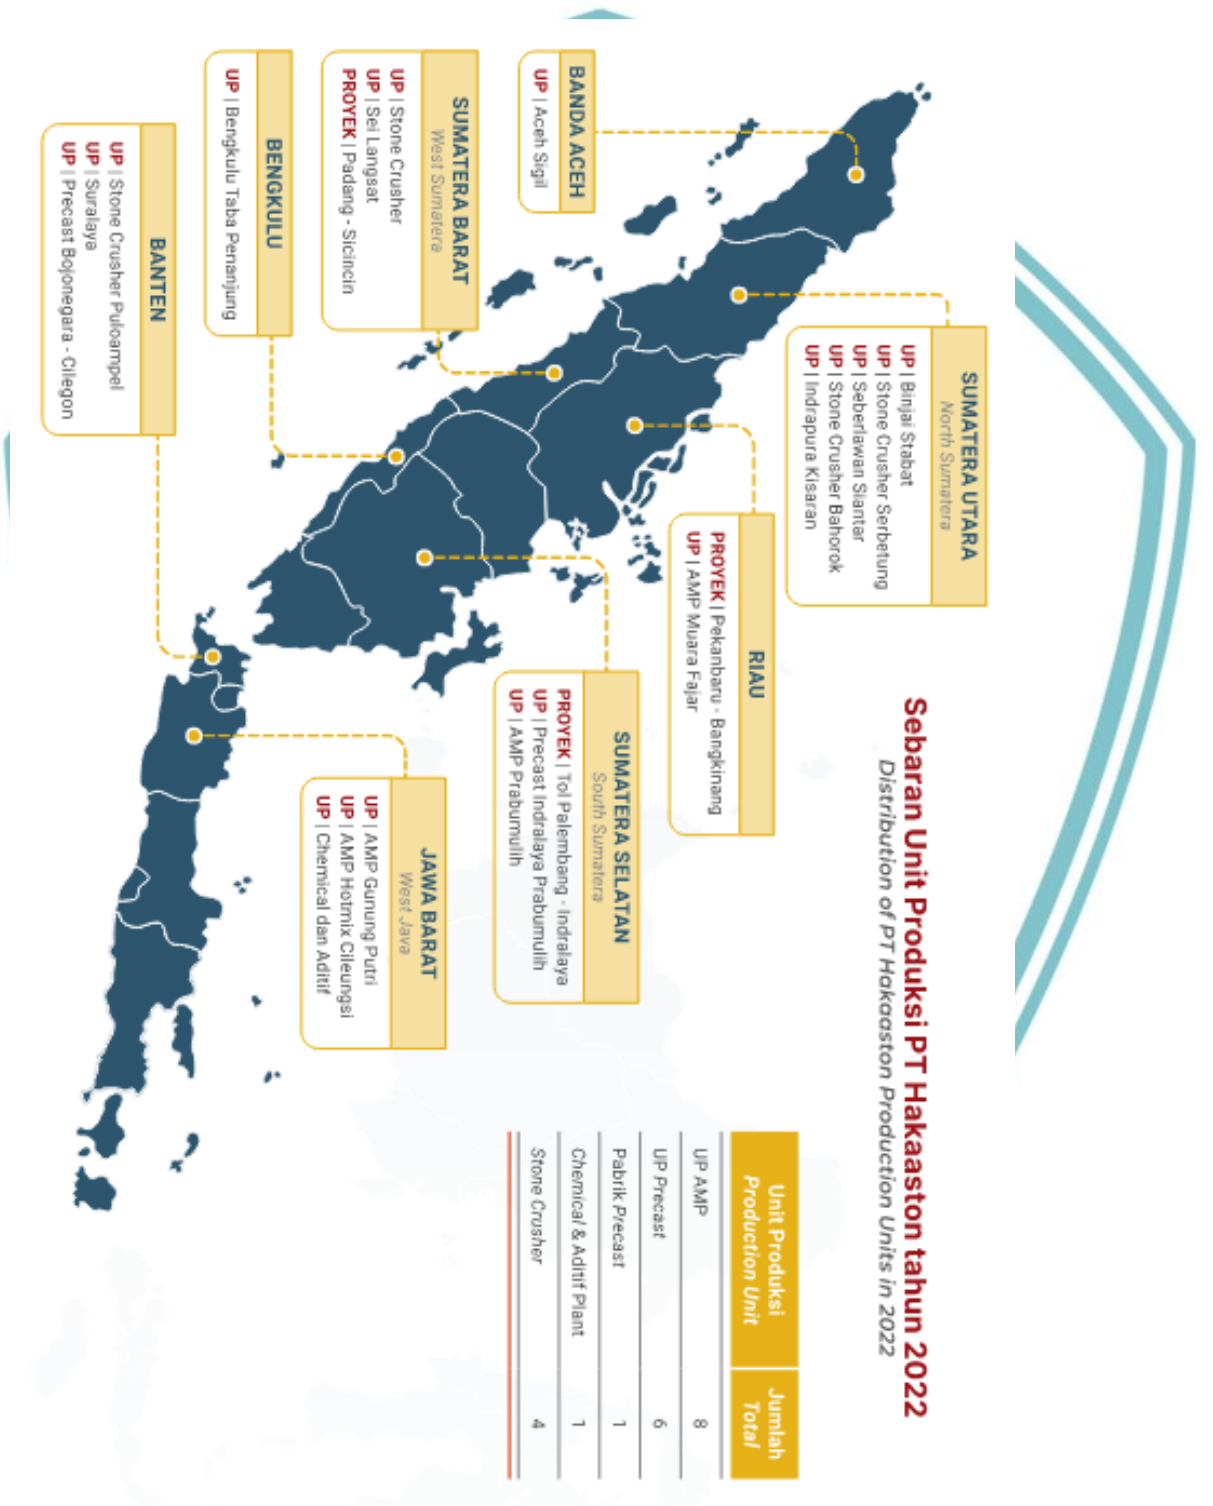 Sebaran Unit Produksi PT Hakaaston tahun 2022
Distribution of PT Hakaaston Production Units in 2022
BANDA ACEH
UP | Aceh Sigil
SUMATERA UTARA
North Sumatera
UP | Binjai Stabat
UP | Stone Crusher Serbetung
UP | Seberlawan Siantar
UP | Stone Crusher Bahorok
UP | Indrapura Kisaran
SUMATERA BARAT
West Sumatera
UP | Stone Crusher
UP | Sei Langsat
PROYEK | Padang - Sicincin
RIAU
PROYEK | Pekanbaru - Bangkinang
UP | AMP Muara Fajar
BENGKULU
UP | Bengkulu Taba Penanjung
SUMATERA SELATAN
South Sumatera
PROYEK | Tol Palembang - Indralaya
UP | Precast Indralaya Prabumulih
UP | AMP Prabumulih
BANTEN
UP | Stone Crusher Puloampel
UP | Suralaya
UP | Precast Bojonegara - Cilegon
JAWA BARAT
West Java
UP | AMP Gunung Putri
UP | AMP Hotmix Cileungsi
UP | Chemical dan Aditif
Unit Produksi Jumlah
Production Unit Total
UP AMP 8
UP Precast 6
Pabrik Precast 1
Chemical & Aditif Plant 1
Stone Crusher 4